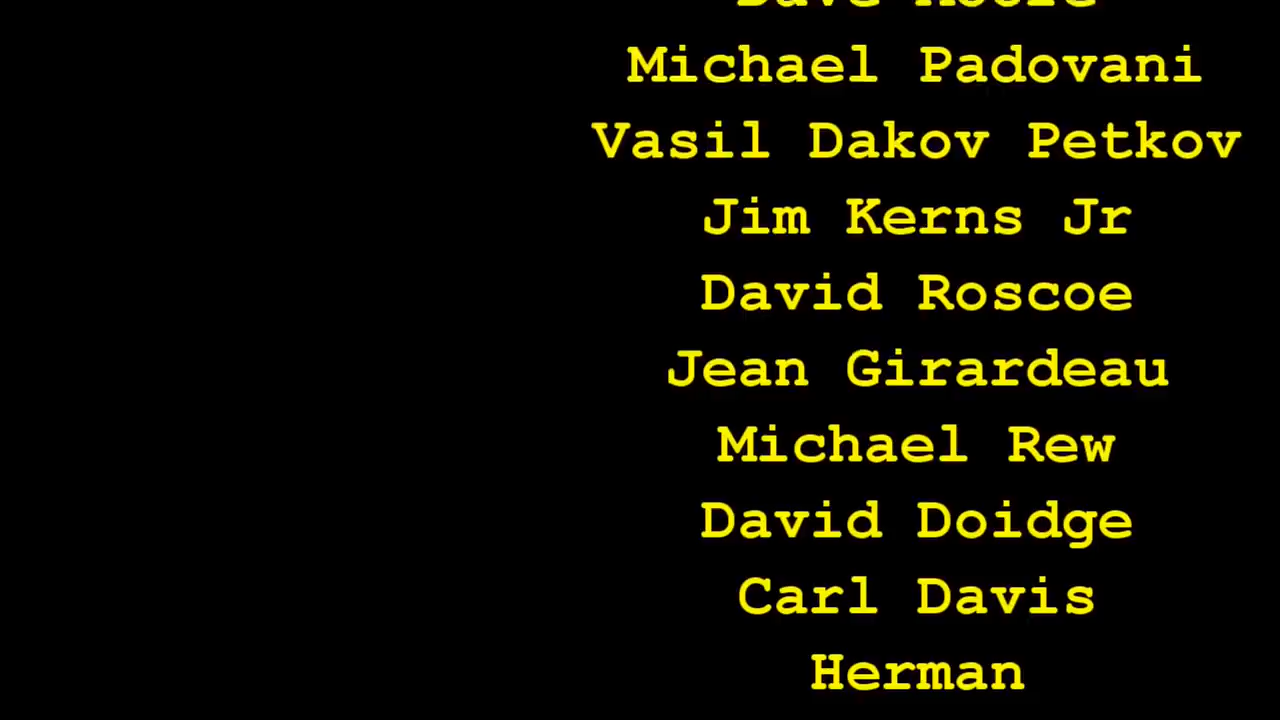 Michael Padovani
Vasil Dakov Petkov
Jim Kerns Jr
David Roscoe
Jean Girardeau
Michael Rew
David Doidge
Carl Davis
Herman